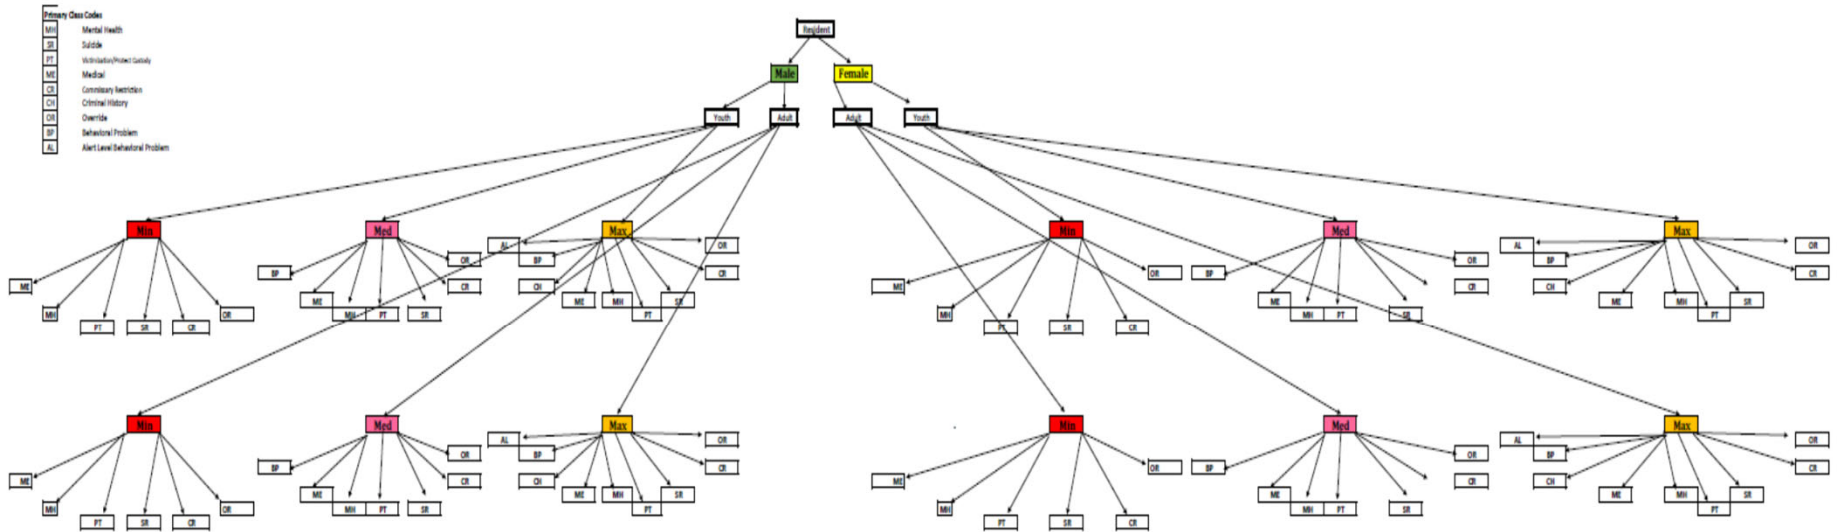 Primary Class Codes
MH Mental Health
SR Suicide
PT Victimization/Protect Custody
ME Medical
CR Commissary Restriction
CH Criminal History
OR Override
BP Behavioral Problem
AL Alert Level Behavioral Problem
Resident
Male Female
Youth Adult Adult Youth
Min Med Max Min Med Max
AL OR AL OR
BP OR BP CR ME OR BP OR BP CR
ME CR CH CR CH
ME ME MH SR ME ME MH SR
MH OR MH PT SR PT MH MH PT SR PT
PT SR CR PT SR CR
Min Med Max Min Med Max
AL OR AL OR
BP OR BP CR ME OR BP OR BP CR
ME CR CH CR CH
ME ME MH SR ME ME MH SR
MH OR MH PT SR PT MH MH PT SR PT
PT SR CR PT SR CR